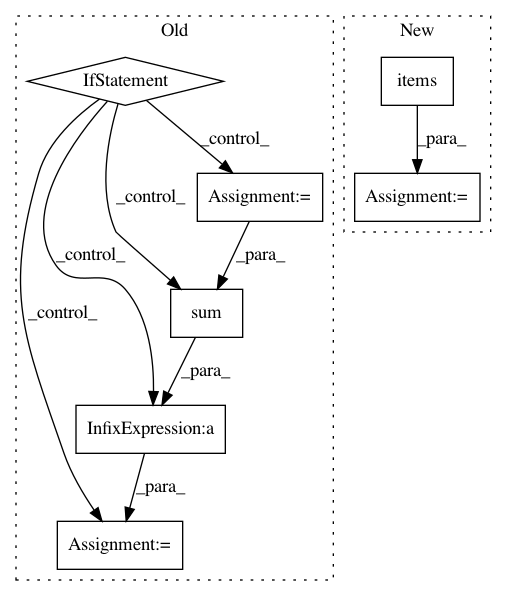 Old
New
IfStatement
items
_control_
_para_
Assignment:=
Assignment:=
_control_
_para_
_control_
sum
_control_
_para_
InfixExpression:a
_para_
Assignment:=